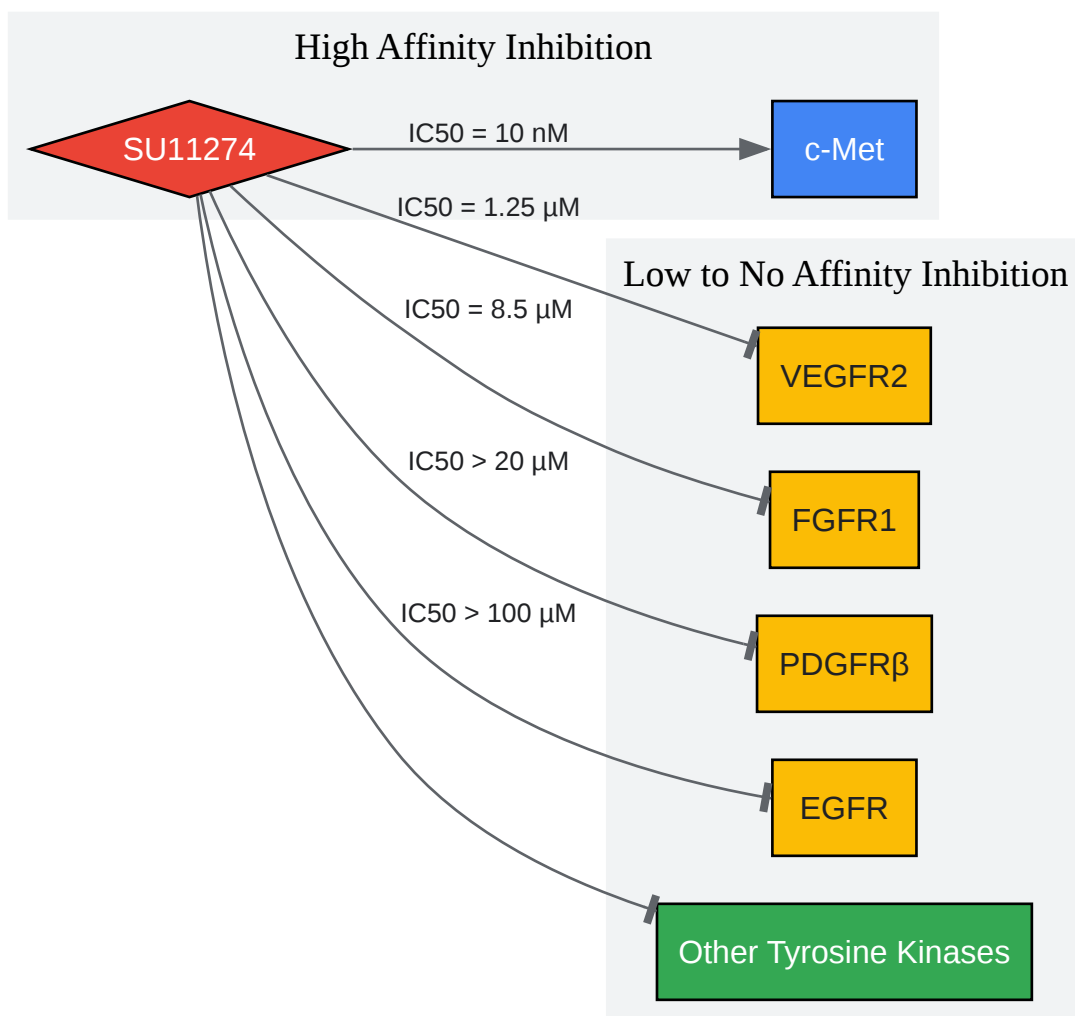 High Affinity Inhibition
SU11274
IC50 = 10 nM
c-Met
IC50 = 1.25 µM
Low to No Affinity Inhibition
IC50 = 8.5 µM
VEGFR2
IC50 > 20 µM
FGFR1
IC50 > 100 µM
PDGFRβ
EGFR
Other Tyrosine Kinases